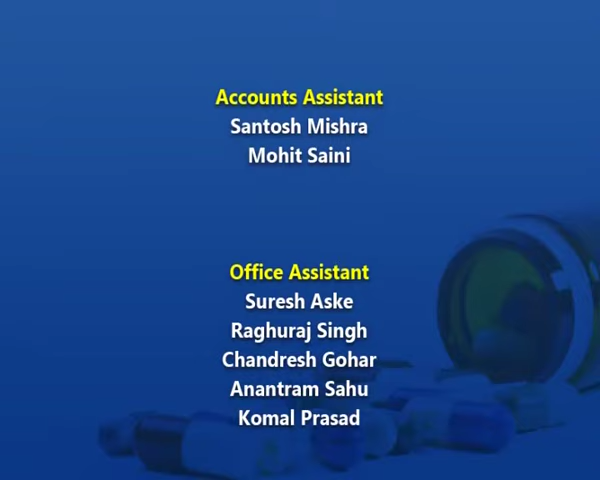 Accounts Assistant
Santosh Mishra
Mohit Saini
Office Assistant
Suresh Aske
Raghuraj Singh
Chandresh Gohar
Anantram Sahu
Komal Prasad